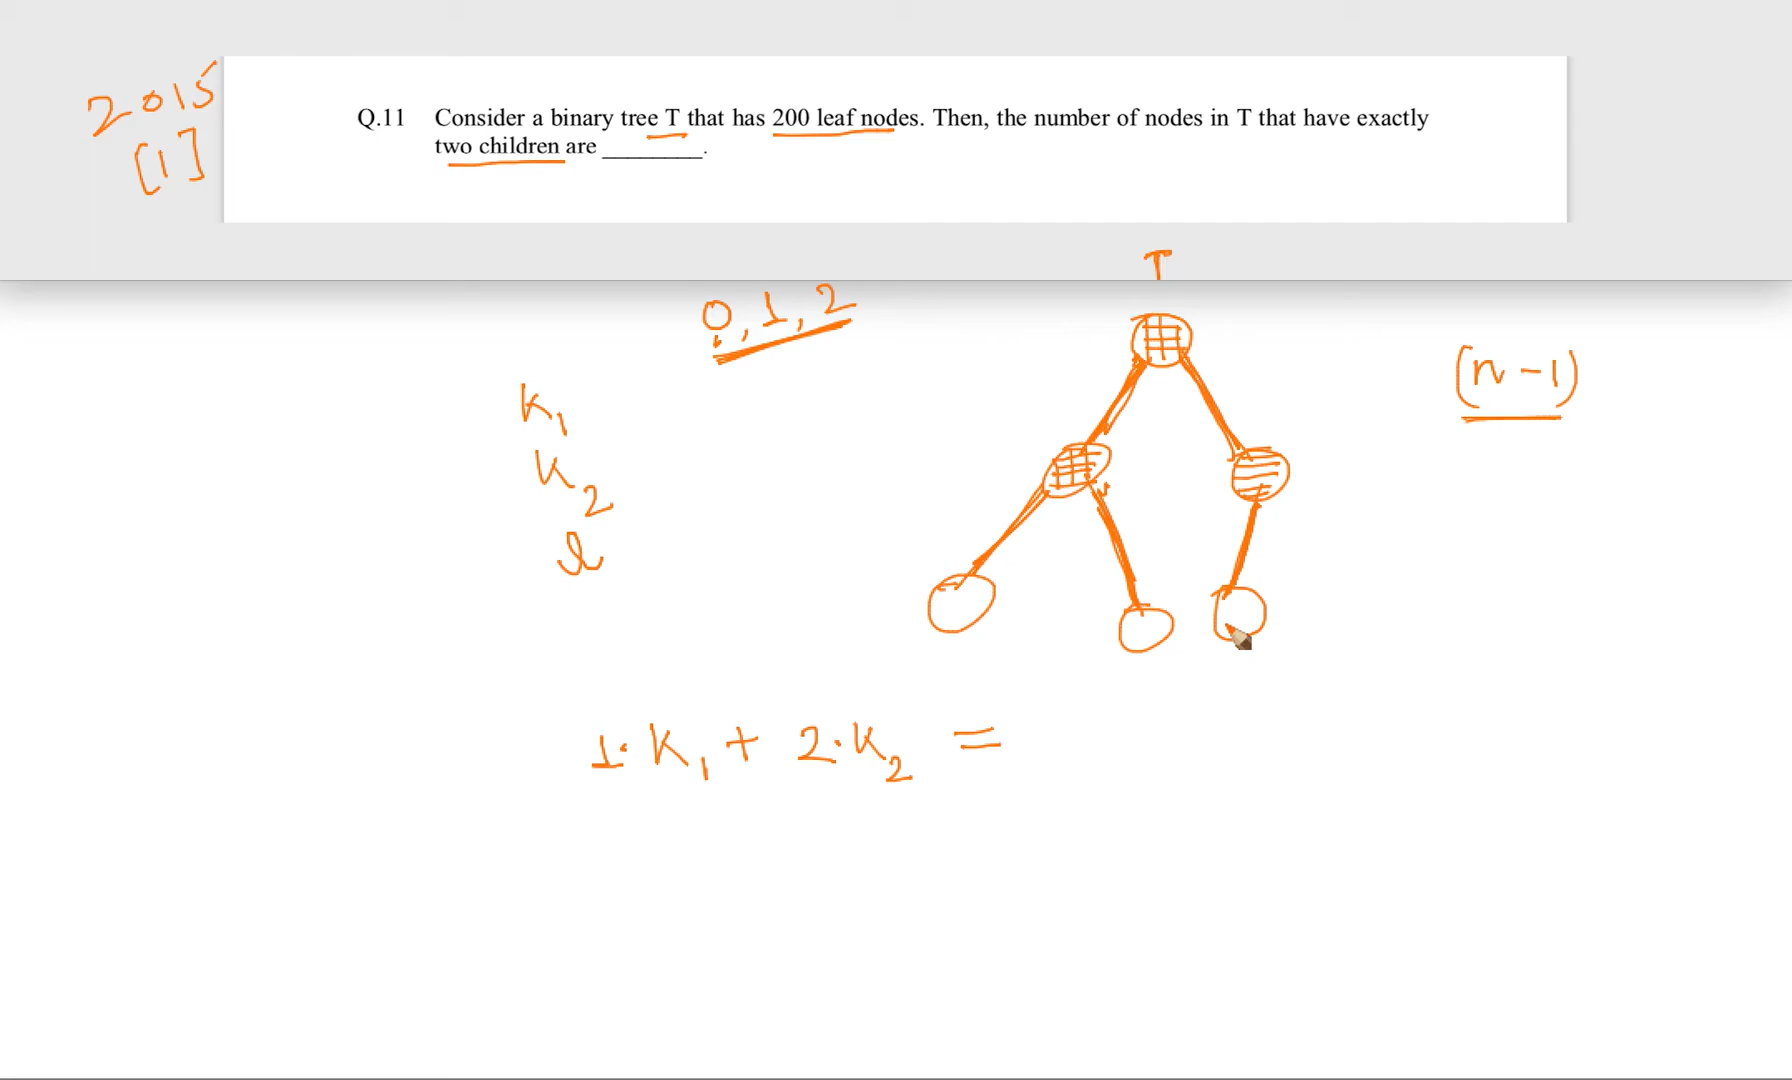 2015
[1]
Q.11 Consider a binary tree T that has 200 leaf nodes. Then, the number of nodes in T that have exactly
two children are ________.
T
0, 1, 2
(n-1)
k₁
k₂
l
1·k₁ + 2·k₂ =